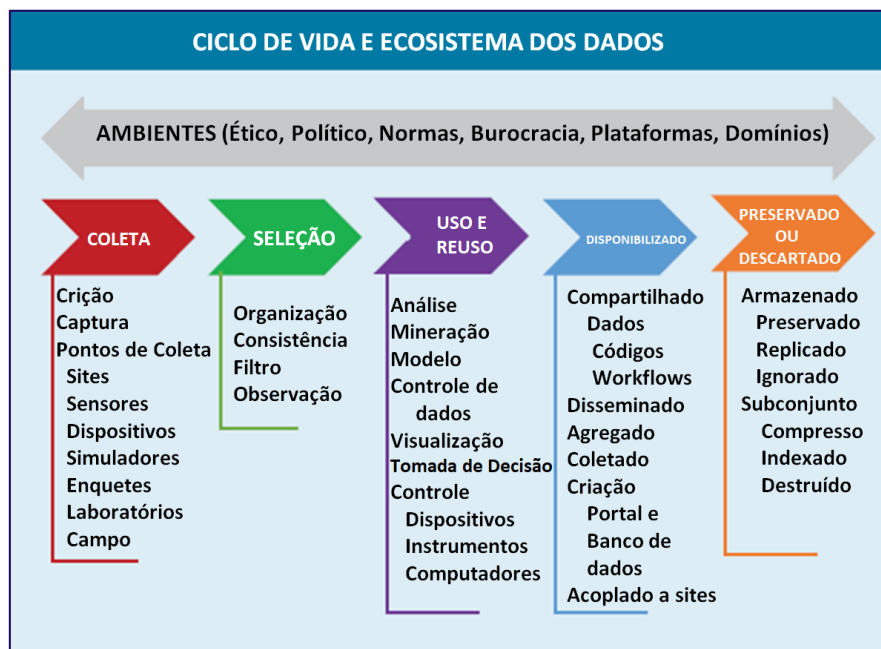 CICLO DE VIDA E ECOSISTEMA DOS DADOS
AMBIENTES (Ético, Político, Normas, Burocracia, Plataformas, Domínios)
COLETA
Crição
Captura
Pontos de Coleta
Sites
Sensores
Dispositivos
Simuladores
Enquetes
Laboratórios
Campo
SELEÇÃO
Organização
Consistência
Filtro
Observação
USO E
REUSO
Análise
Mineração
Modelo
Controle de
dados
Visualização
Tomada de Decisão
Controle
Dispositivos
Instrumentos
Computadores
DISPONIBILIZADO
Compartilhado
Dados
Códigos
Workflows
Disseminado
Agregado
Coletado
Criação
Portal e
Banco de
dados
Acoplado a sites
PRESERVADO
OU
DESCARTADO
Armazenado
Preservado
Replicado
Ignorado
Subconjunto
Compresso
Indexado
Destruído